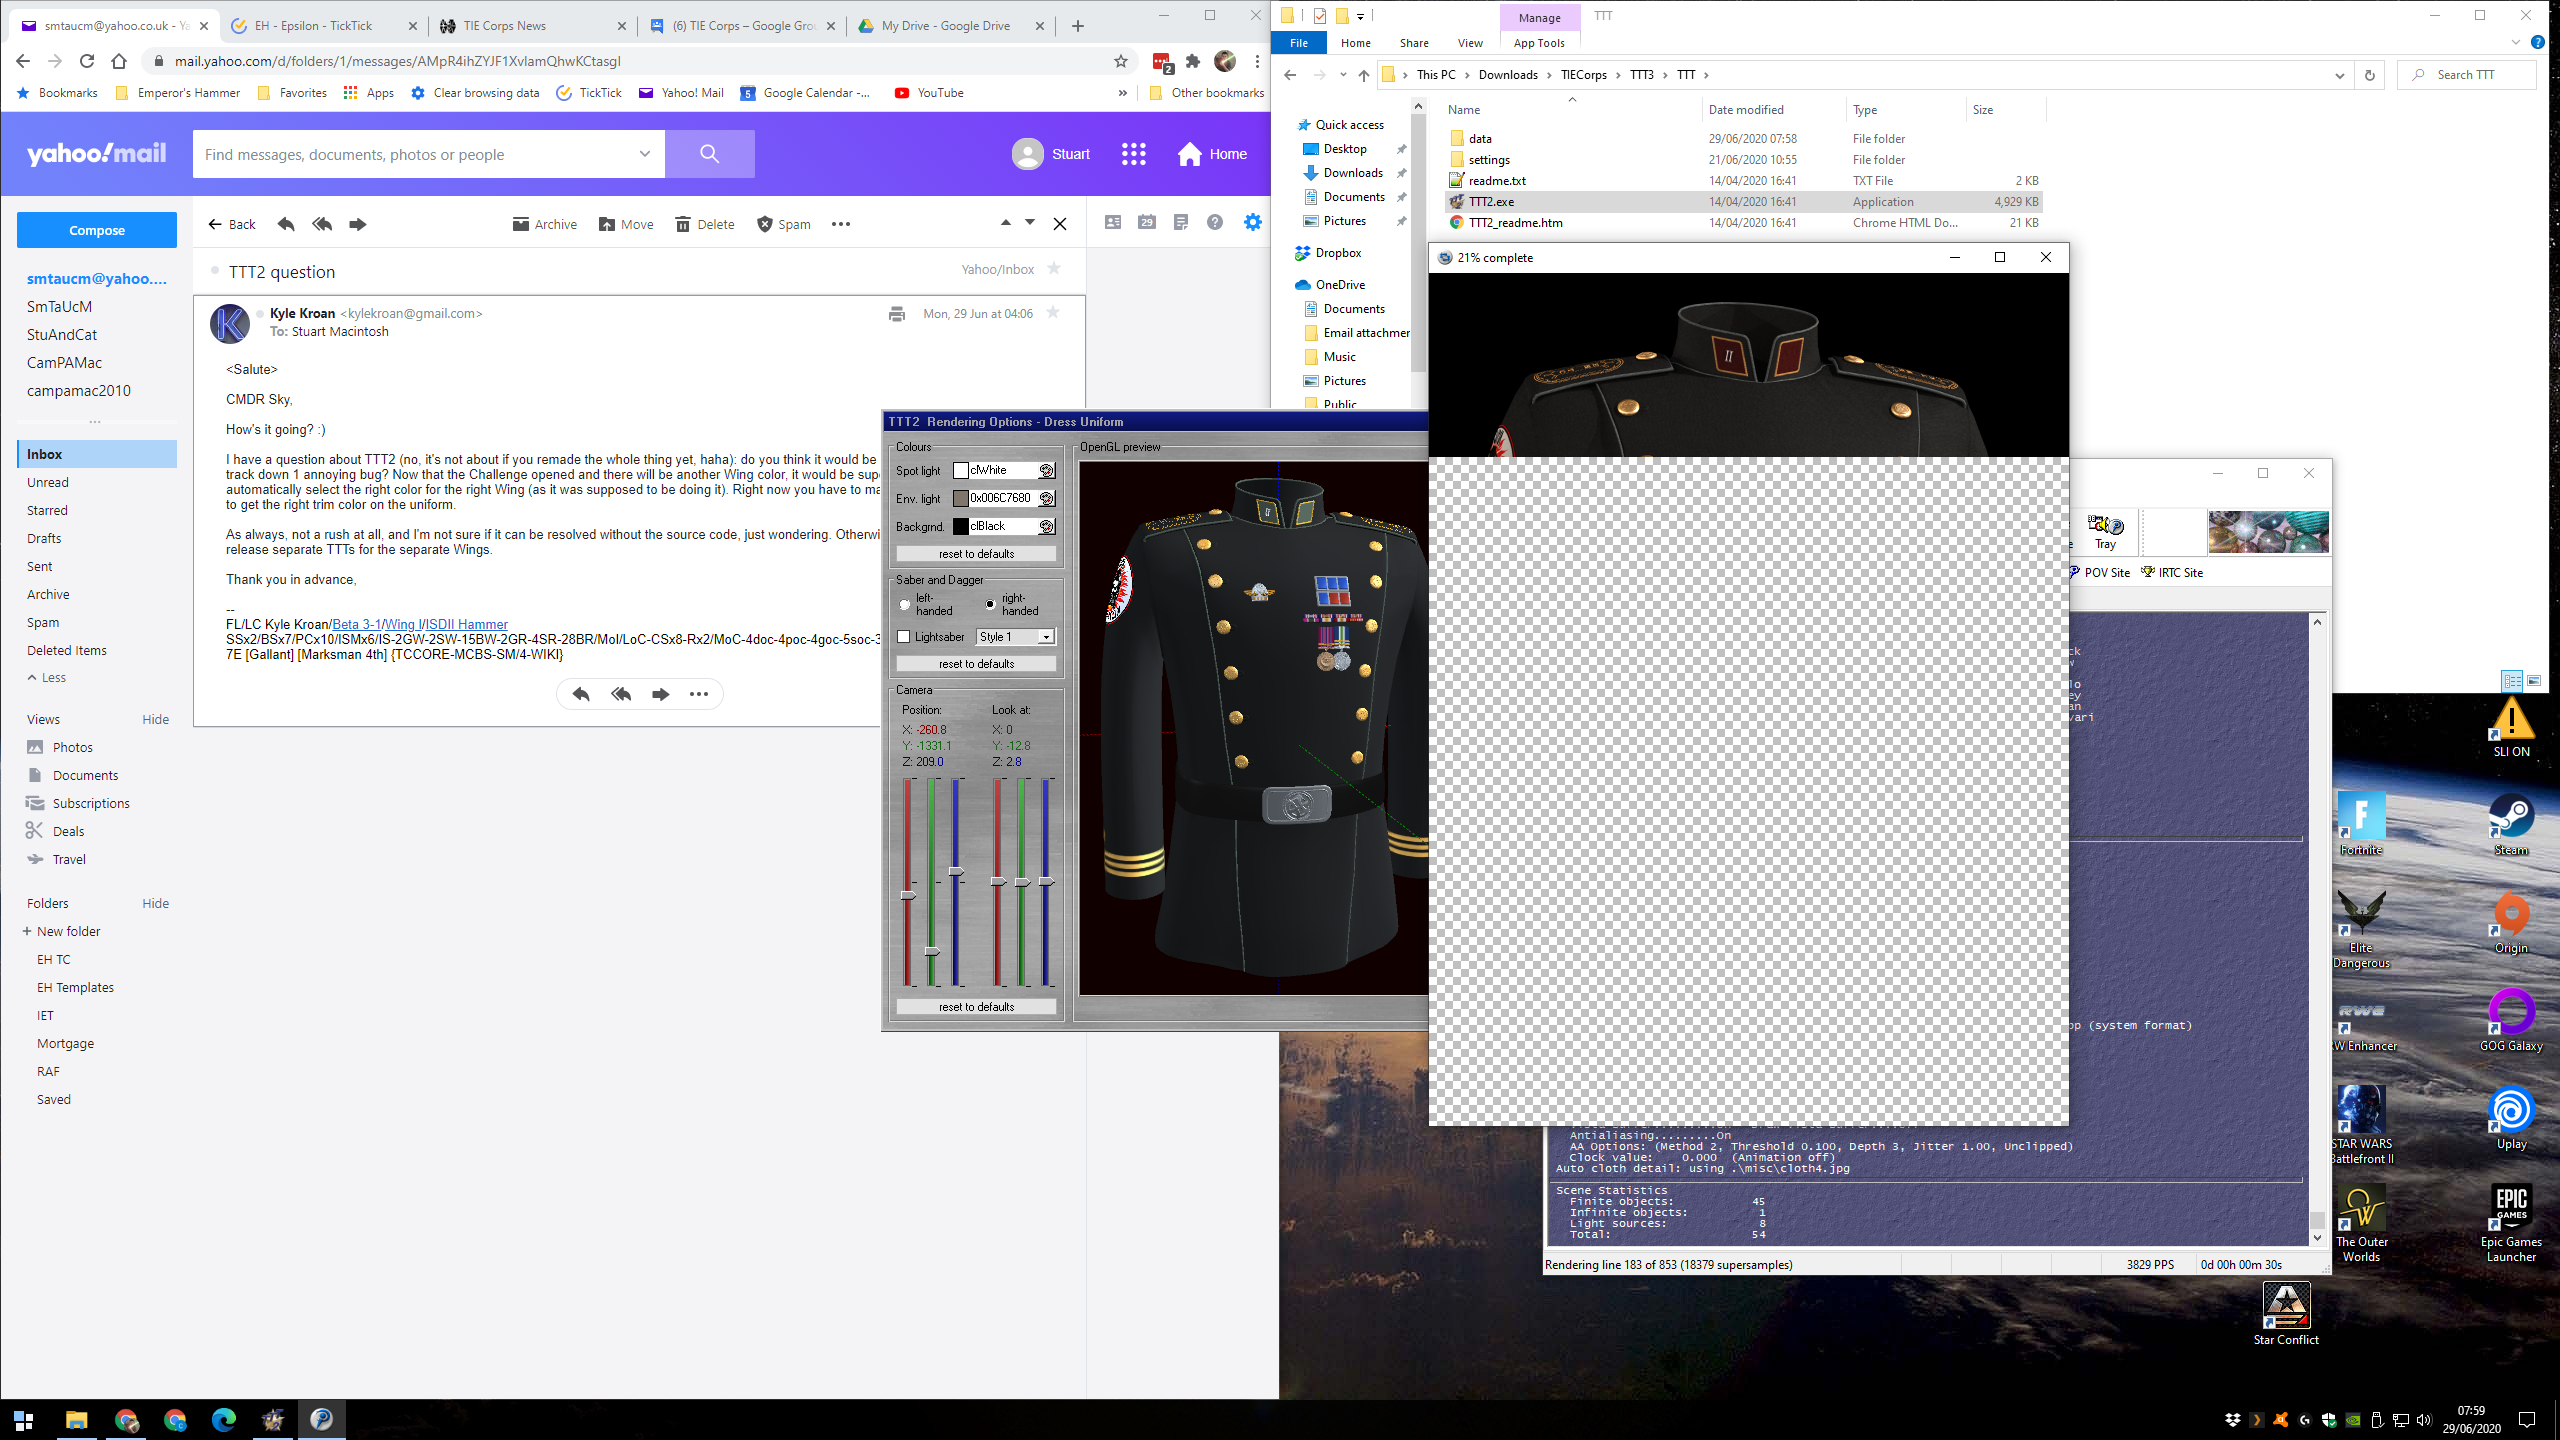 smtaucm@yahoo.co.uk - Ya
EH - Epsilon - TickTick
TIE Corps News
(6) TIE Corps – Google Grou
My Drive - Google Drive
mail.yahoo.com/d/folders/1/messages/AMpR4ihZYJF1XvlamQhwKCtasgI
2
Bookmarks
Emperor's Hammer
Favorites
Apps
Clear browsing data
TickTick
Yahoo! Mail
Google Calendar -...
YouTube
»
Other bookmarks
yahoo!mail
Find messages, documents, photos or people
Stuart
Home
Compose
Back
Archive
Move
Delete
Spam
smtaucm@yahoo....
SmTaUcM
StuAndCat
CamPAMac
campamac2010
Inbox
Unread
Starred
Drafts
Sent
Archive
Spam
Deleted Items
Less
Views Hide
Photos
Documents
Subscriptions
Deals
Travel
Folders Hide
+ New folder
EH TC
EH Templates
IET
Mortgage
RAF
Saved
TTT2 question
Yahoo/Inbox
Kyle Kroan <kylekroan@gmail.com>
To: Stuart Macintosh
Mon, 29 Jun at 04:06
<Salute>
CMDR Sky,
How's it going? :)
I have a question about TTT2 (no, it's not about if you remade the whole thing yet, haha): do you think it would be
track down 1 annoying bug? Now that the Challenge opened and there will be another Wing color, it would be supe
automatically select the right color for the right Wing (as it was supposed to be doing it). Right now you have to ma
to get the right trim color on the uniform.
As always, not a rush at all, and I'm not sure if it can be resolved without the source code, just wondering. Otherwi
release separate TTTs for the separate Wings.
Thank you in advance,
--
FL/LC Kyle Kroan/Beta 3-1/Wing I/ISDII Hammer
SSx2/BSx7/PCx10/ISMx6/IS-2GW-2SW-15BW-2GR-4SR-28BR/MoI/LoC-CSx8-Rx2/MoC-4doc-4poc-4goc-5soc-3
7E [Gallant] [Marksman 4th] {TCCORE-MCBS-SM/4-WIKI}
TTT2 Rendering Options - Dress Uniform
Colours
Spot light clWhite
Env. light 0x006C7680
Backgrnd. clBlack
reset to defaults
Saber and Dagger
left-handed
right-handed
Lightsaber Style 1
reset to defaults
Camera
Position: Look at:
X: -260.8 X: 0
Y: -1331.1 Y: -12.8
Z: 209.0 Z: 2.8
reset to defaults
OpenGL preview
Manage
TTT
File
Home
Share
View
App Tools
This PC > Downloads > TIECorps > TTT3 > TTT >
Search TTT
Quick access
Desktop
Downloads
Documents
Pictures
Dropbox
OneDrive
Documents
Email attachmer
Music
Pictures
Public
Name Date modified Type Size
data 29/06/2020 07:58 File folder
settings 21/06/2020 10:55 File folder
readme.txt 14/04/2020 16:41 TXT File 2 KB
TTT2.exe 14/04/2020 16:41 Application 4,929 KB
TTT2_readme.htm 14/04/2020 16:41 Chrome HTML Do... 21 KB
21% complete
II
Tray
POV Site
IRTC Site
op (system format)
Antialiasing.........On
AA Options: (Method 2, Threshold 0.100, Depth 3, Jitter 1.00, Unclipped)
Clock value: 0.000 (Animation off)
Auto cloth detail: using .\misc\cloth4.jpg
Scene Statistics
Finite objects: 45
Infinite objects: 1
Light sources: 8
Total: 54
Rendering line 183 of 853 (18379 supersamples)
3829 PPS
0d 00h 00m 30s
SLI ON
Fortnite
Steam
Elite Dangerous
Origin
RW Enhancer
GOG Galaxy
STAR WARS Battlefront II
Uplay
The Outer Worlds
EPIC GAMES
Epic Games Launcher
Star Conflict
07:59
29/06/2020